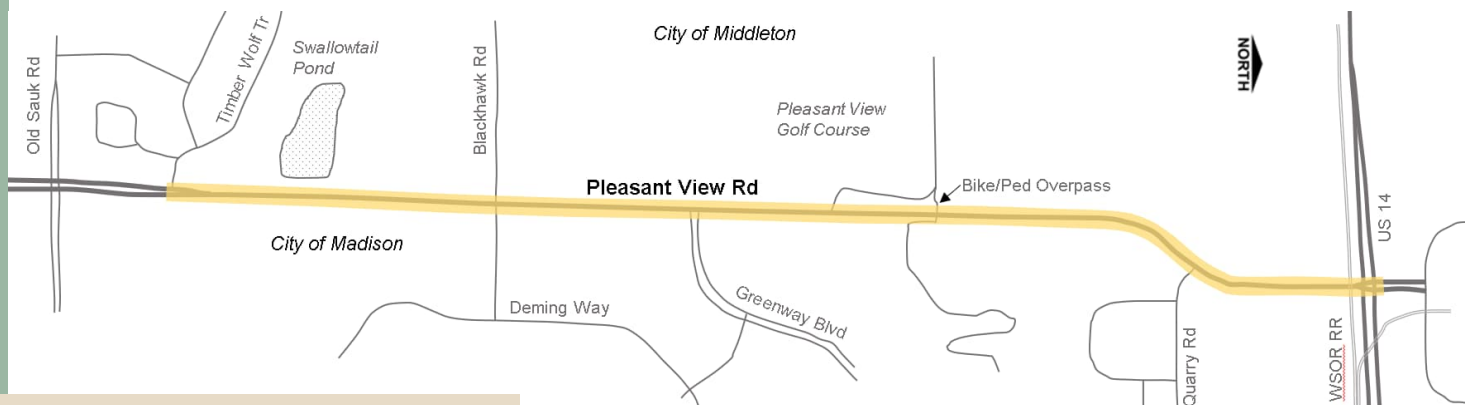 City of Middleton
NORTH
Timber Wolf Tr
Swallowtail
Pond
Old Sauk Rd
Blackhawk Rd
Pleasant View
Golf Course
Pleasant View Rd
Bike/Ped Overpass
US 14
City of Madison
Deming Way
Greenway Blvd
Quarry Rd
WSOR RR